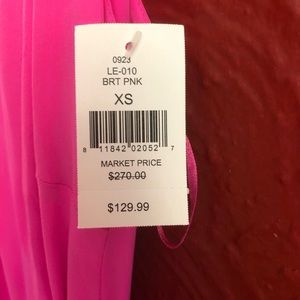 0923
LE-010
BRT PNK
XS
8 11842 02052 7
MARKET PRICE
$270.00
$129.99